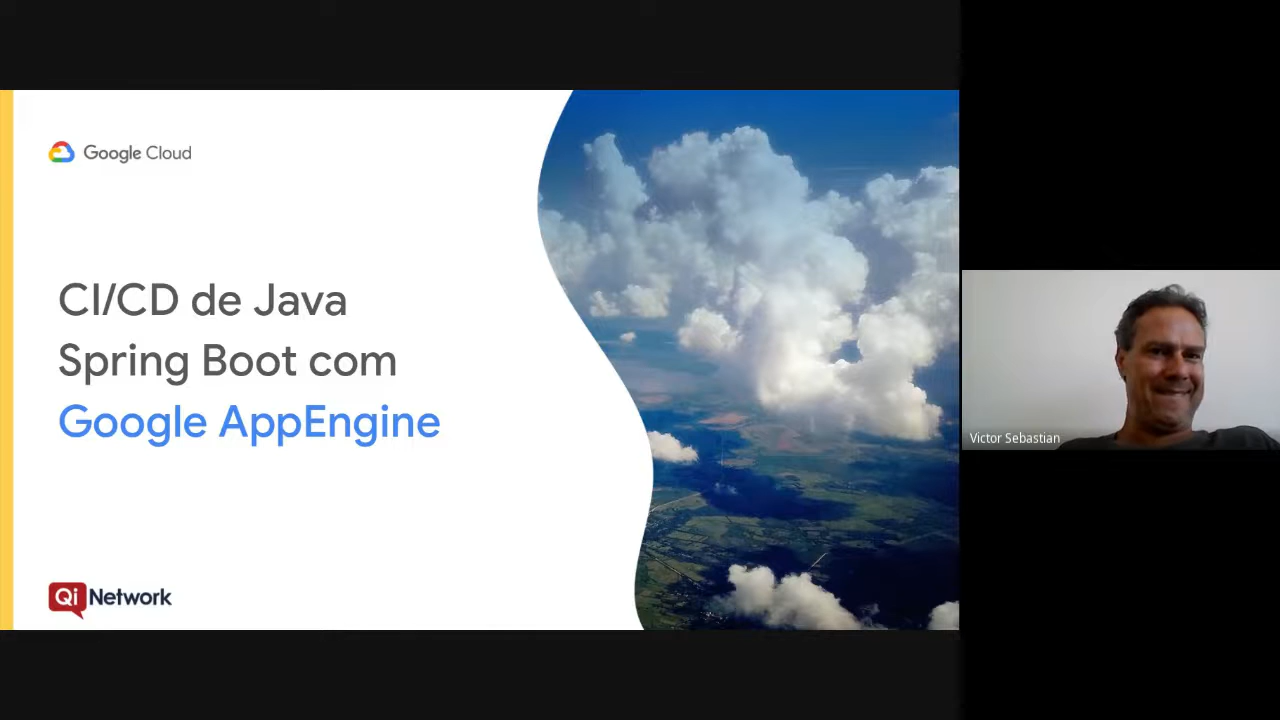 Google Cloud
CI/CD de Java
Spring Boot com
Google AppEngine
Qi Network
Victor Sebastian